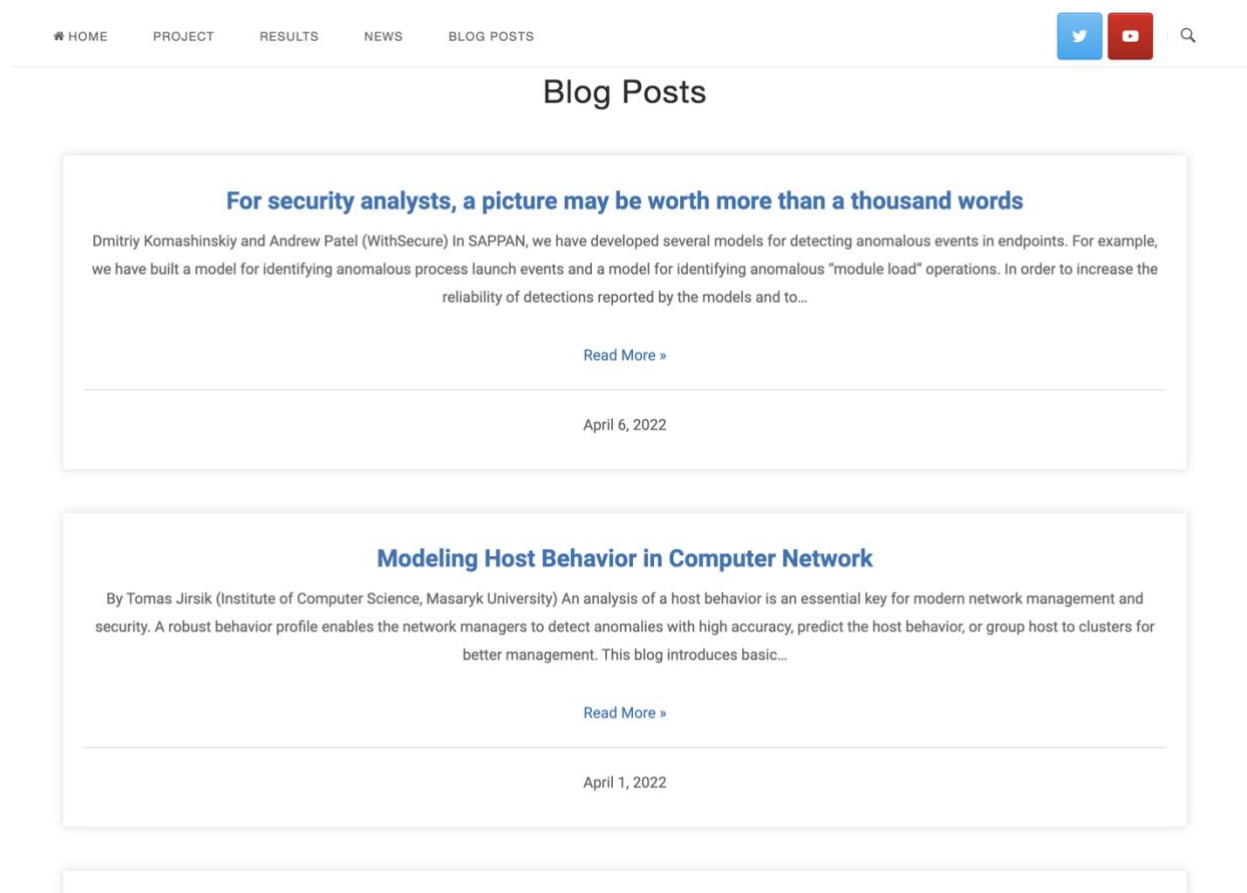 HOME PROJECT RESULTS NEWS BLOG POSTS
Blog Posts
For security analysts, a picture may be worth more than a thousand words
Dmitriy Komashinskiy and Andrew Patel (WithSecure) In SAPPAN, we have developed several models for detecting anomalous events in endpoints. For example,
we have built a model for identifying anomalous process launch events and a model for identifying anomalous “module load” operations. In order to increase the
reliability of detections reported by the models and to…
Read More »
April 6, 2022
Modeling Host Behavior in Computer Network
By Tomas Jirsik (Institute of Computer Science, Masaryk University) An analysis of a host behavior is an essential key for modern network management and
security. A robust behavior profile enables the network managers to detect anomalies with high accuracy, predict the host behavior, or group host to clusters for
better management. This blog introduces basic…
Read More »
April 1, 2022